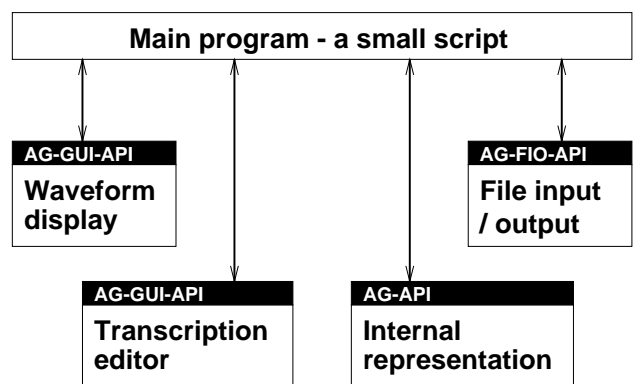 Main program - a small script
AG-GUI-API
Waveform
display
AG-FIO-API
File input
/ output
AG-GUI-API
Transcription
editor
AG-API
Internal
representation